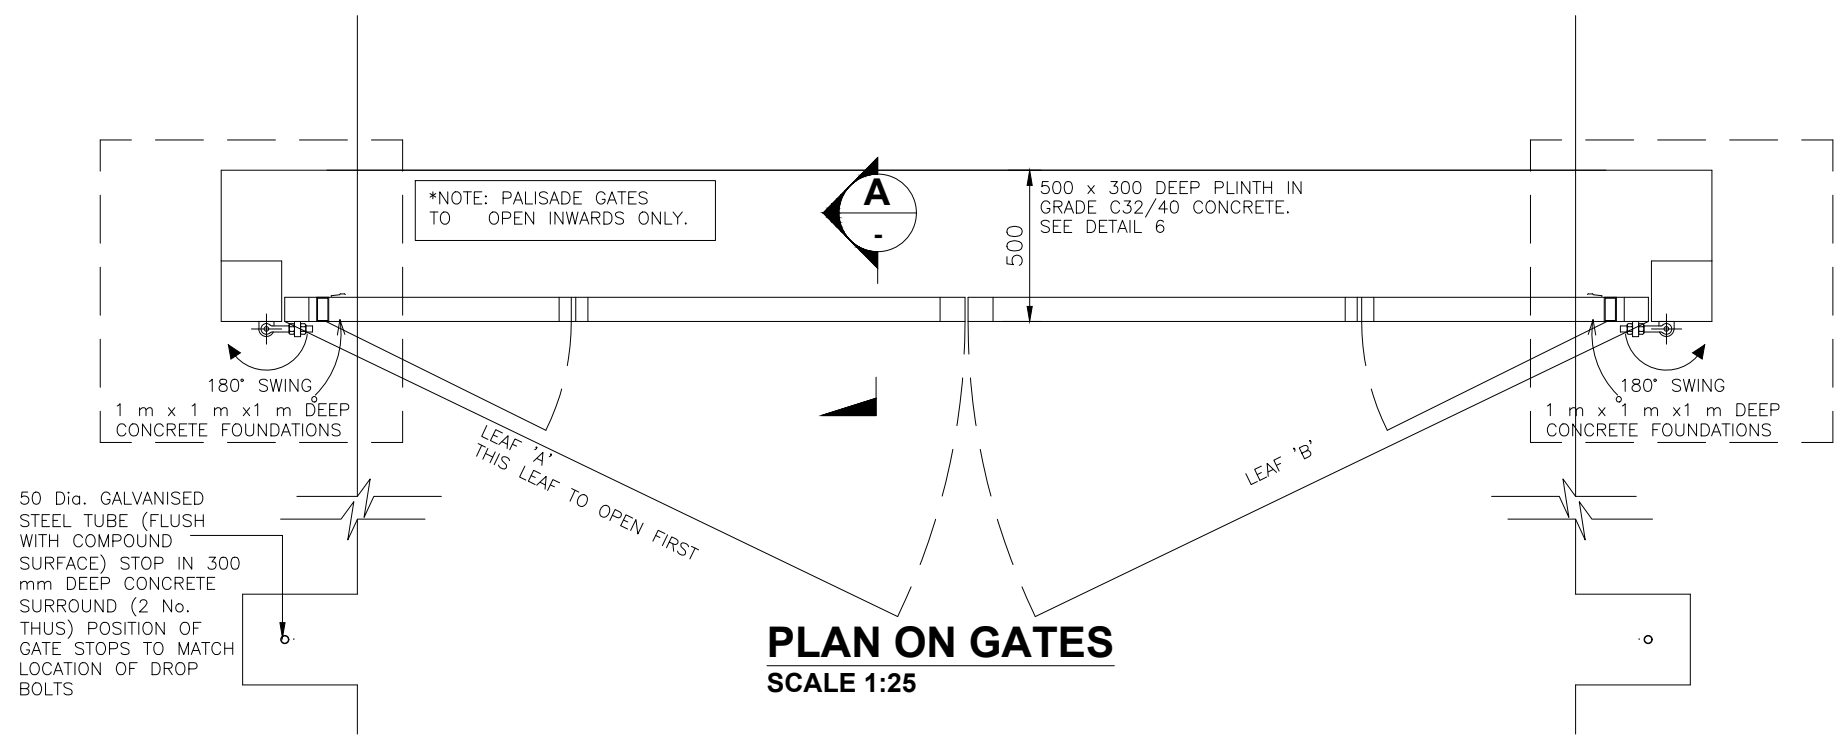 *NOTE: PALISADE GATES
TO OPEN INWARDS ONLY.
A
-
500 x 300 DEEP PLINTH IN
GRADE C32/40 CONCRETE.
SEE DETAIL 6
500
180° SWING
1 m x 1 m x1 m DEEP
CONCRETE FOUNDATIONS
180° SWING
1 m x 1 m x1 m DEEP
CONCRETE FOUNDATIONS
LEAF 'A'
THIS LEAF TO OPEN FIRST
LEAF 'B'
50 Dia. GALVANISED
STEEL TUBE (FLUSH
WITH COMPOUND
SURFACE) STOP IN 300
mm DEEP CONCRETE
SURROUND (2 No.
THUS) POSITION OF
GATE STOPS TO MATCH
LOCATION OF DROP
BOLTS
PLAN ON GATES
SCALE 1:25